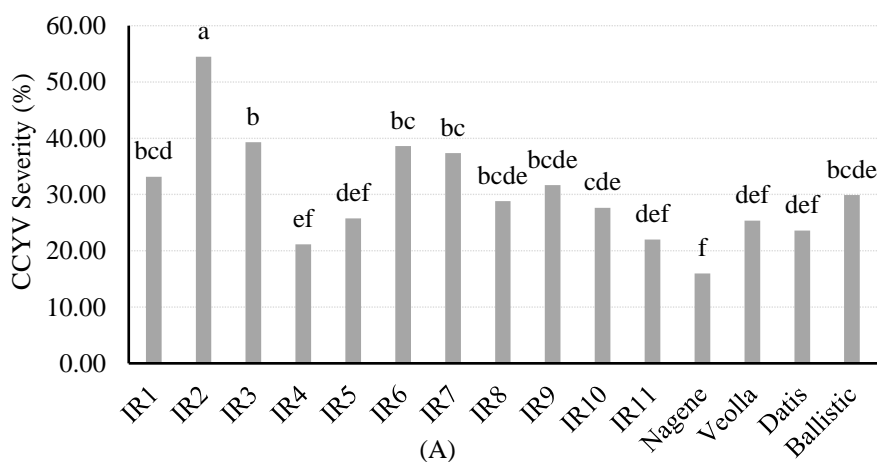 60.00
50.00
40.00
30.00
20.00
10.00
0.00
CCYV Severity (%)
bcd
a
b
ef
def
bc
bc
bcde
bcde
cde
def
f
def
def
bcde
IR1
IR2
IR3
IR4
IR5
IR6
IR7
IR8
IR9
IR10
IR11
Nagene
Veolla
Datis
Ballistic
(A)